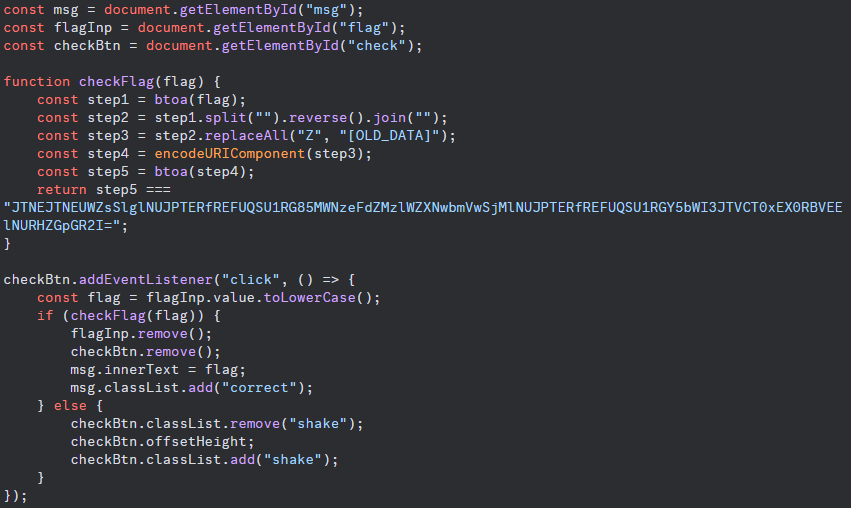 const msg = document.getElementById("msg");
const flagInp = document.getElementById("flag");
const checkBtn = document.getElementById("check");

function checkFlag(flag) {
    const step1 = btoa(flag);
    const step2 = step1.split("").reverse().join("");
    const step3 = step2.replaceAll("Z", "[OLD_DATA]");
    const step4 = encodeURIComponent(step3);
    const step5 = btoa(step4);
    return step5 ===
"JTNEJTNEUWZsSlglNUJPTERfREFUQSU1RG85MWNzeFdZMzlWZXNwbmVwSjMlNUJPTERfREFUQSU1RGY5bWI3JTVCT0xEX0RBVEE
lNURHZGpGR2I=";
}

checkBtn.addEventListener("click", () => {
    const flag = flagInp.value.toLowerCase();
    if (checkFlag(flag)) {
        flagInp.remove();
        checkBtn.remove();
        msg.innerText = flag;
        msg.classList.add("correct");
    } else {
        checkBtn.classList.remove("shake");
        checkBtn.offsetHeight;
        checkBtn.classList.add("shake");
    }
});